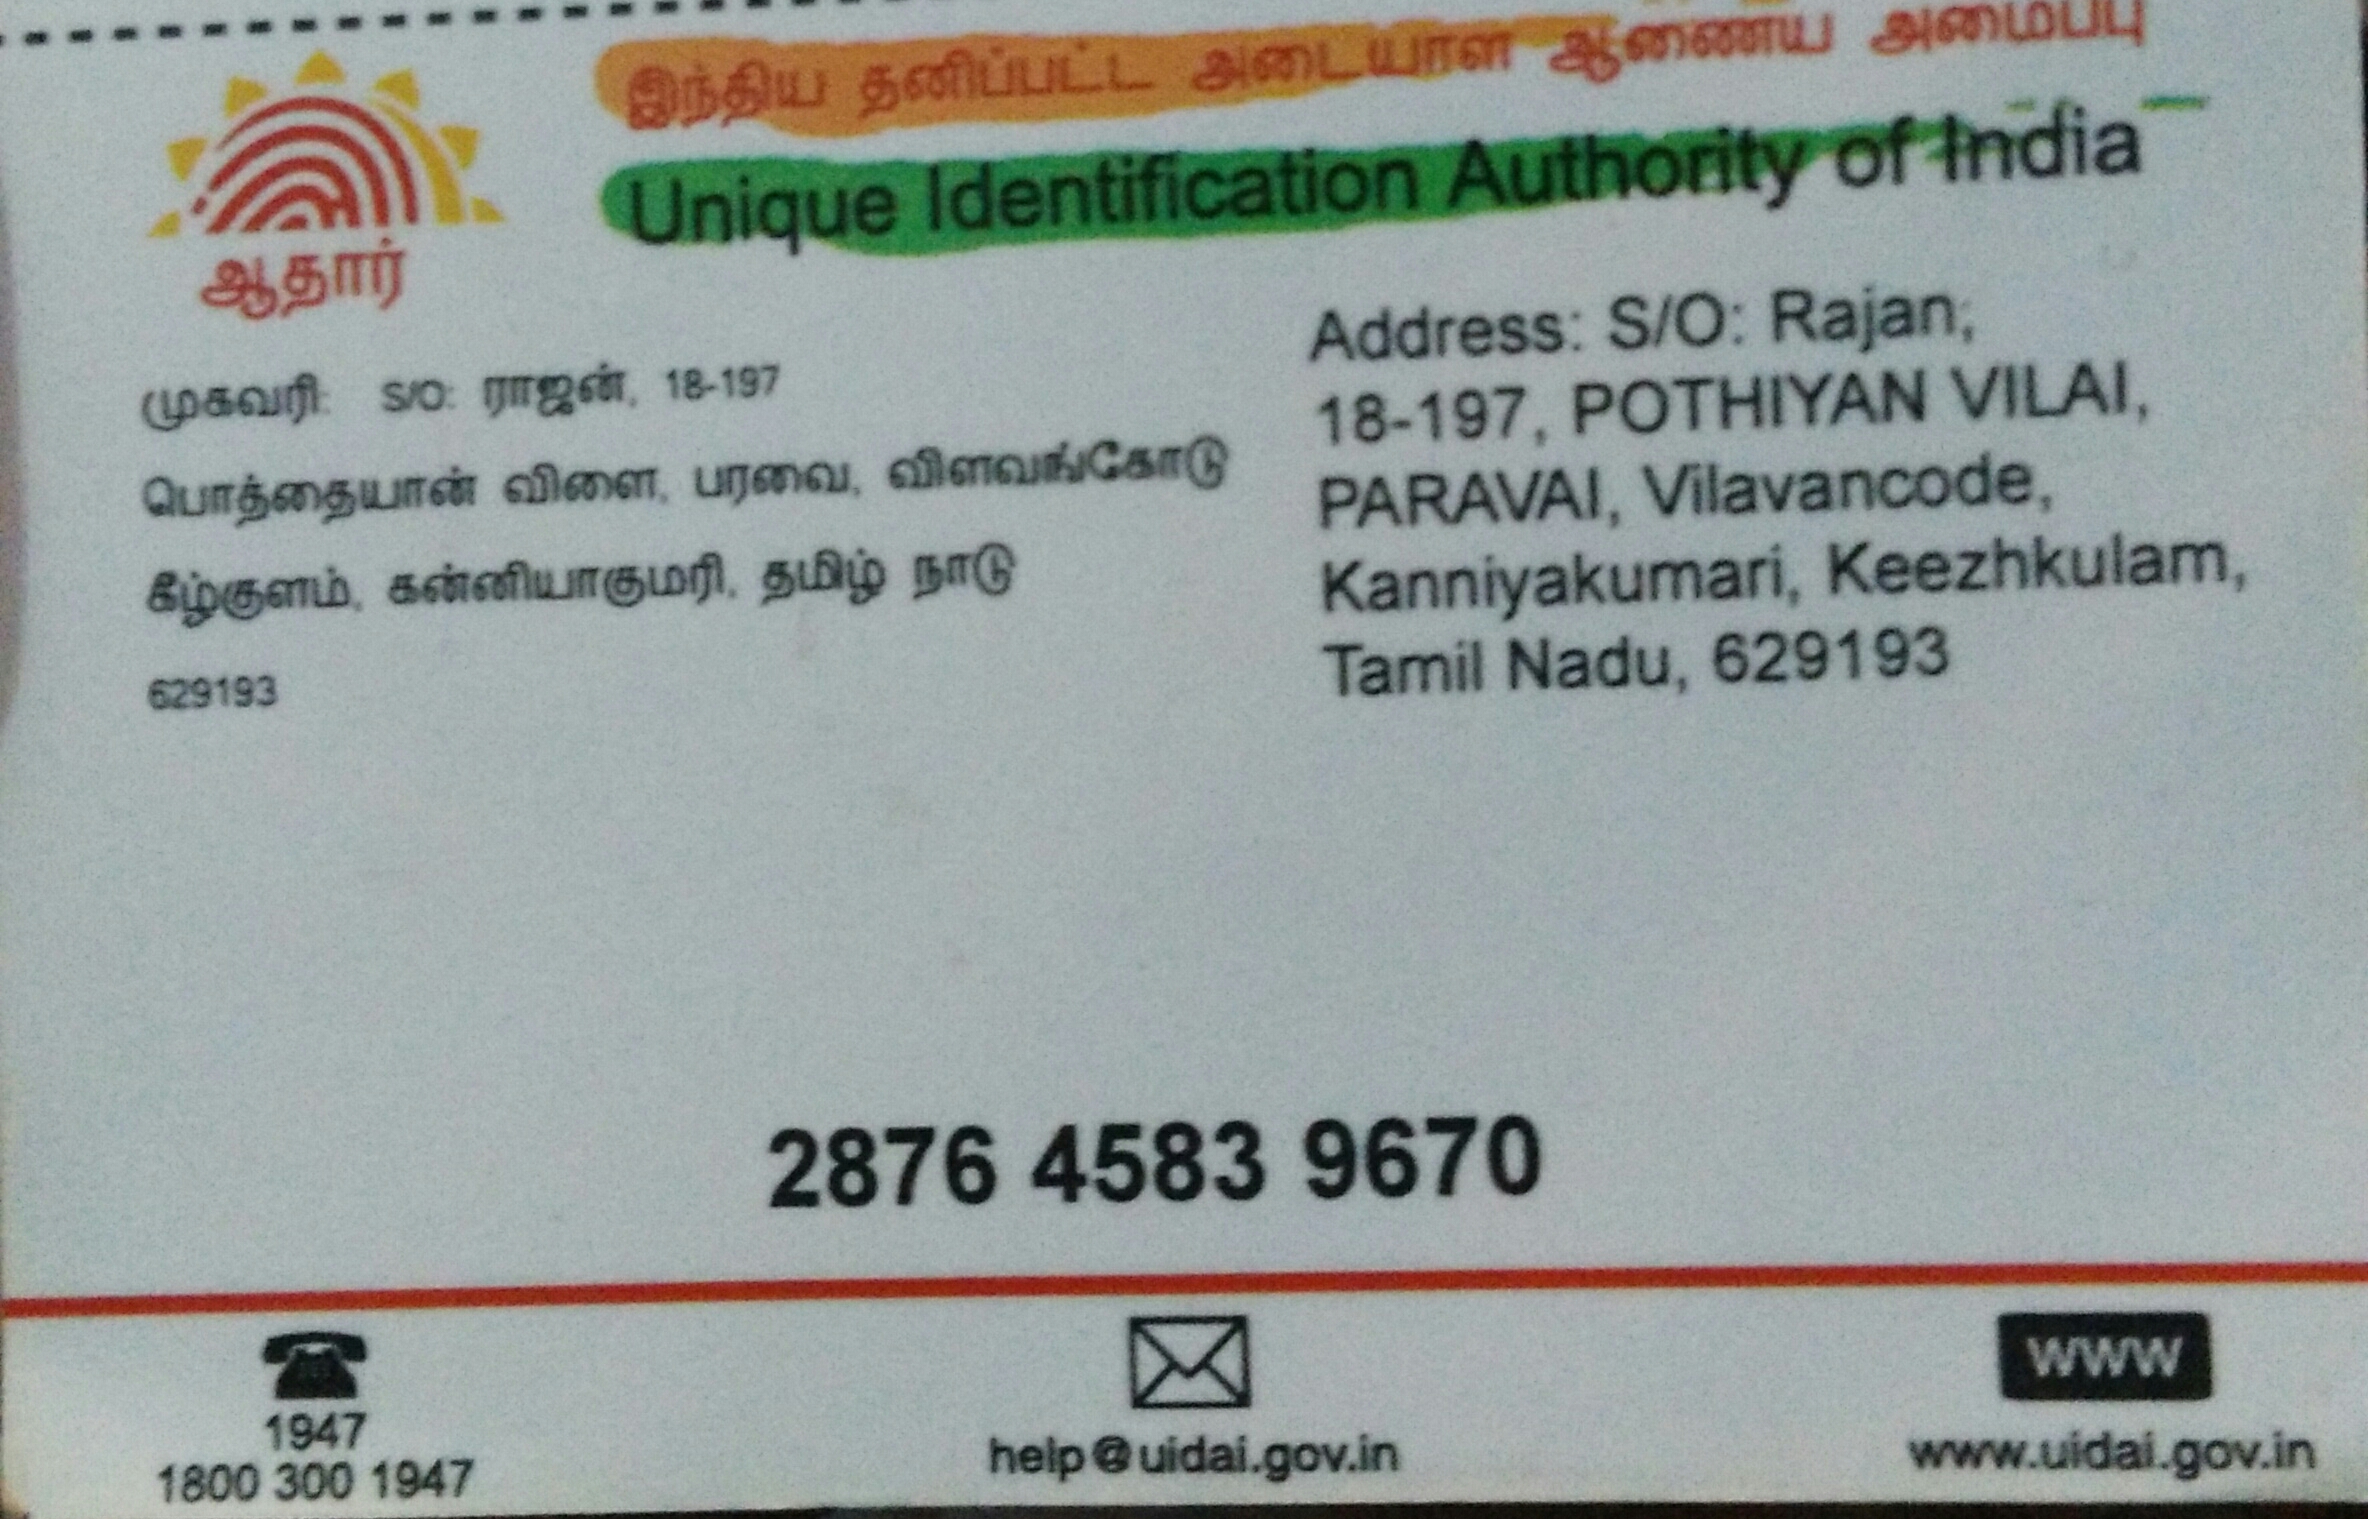 இந்திய தனிப்பட்ட அடையாள ஆணைய அமைப்பு
Unique Identification Authority of India
ஆதார்
முகவரி: S/O: ராஜன், 18-197
பொத்தையான் விளை, பரவை, விளவங்கோடு
கீழ்குளம், கன்னியாகுமரி, தமிழ் நாடு
629193
Address: S/O: Rajan,
18-197, POTHIYAN VILAI,
PARAVAI, Vilavancode,
Kanniyakumari, Keezhkulam,
Tamil Nadu, 629193
2876 4583 9670
1947
1800 300 1947
help@uidai.gov.in
www
www.uidai.gov.in